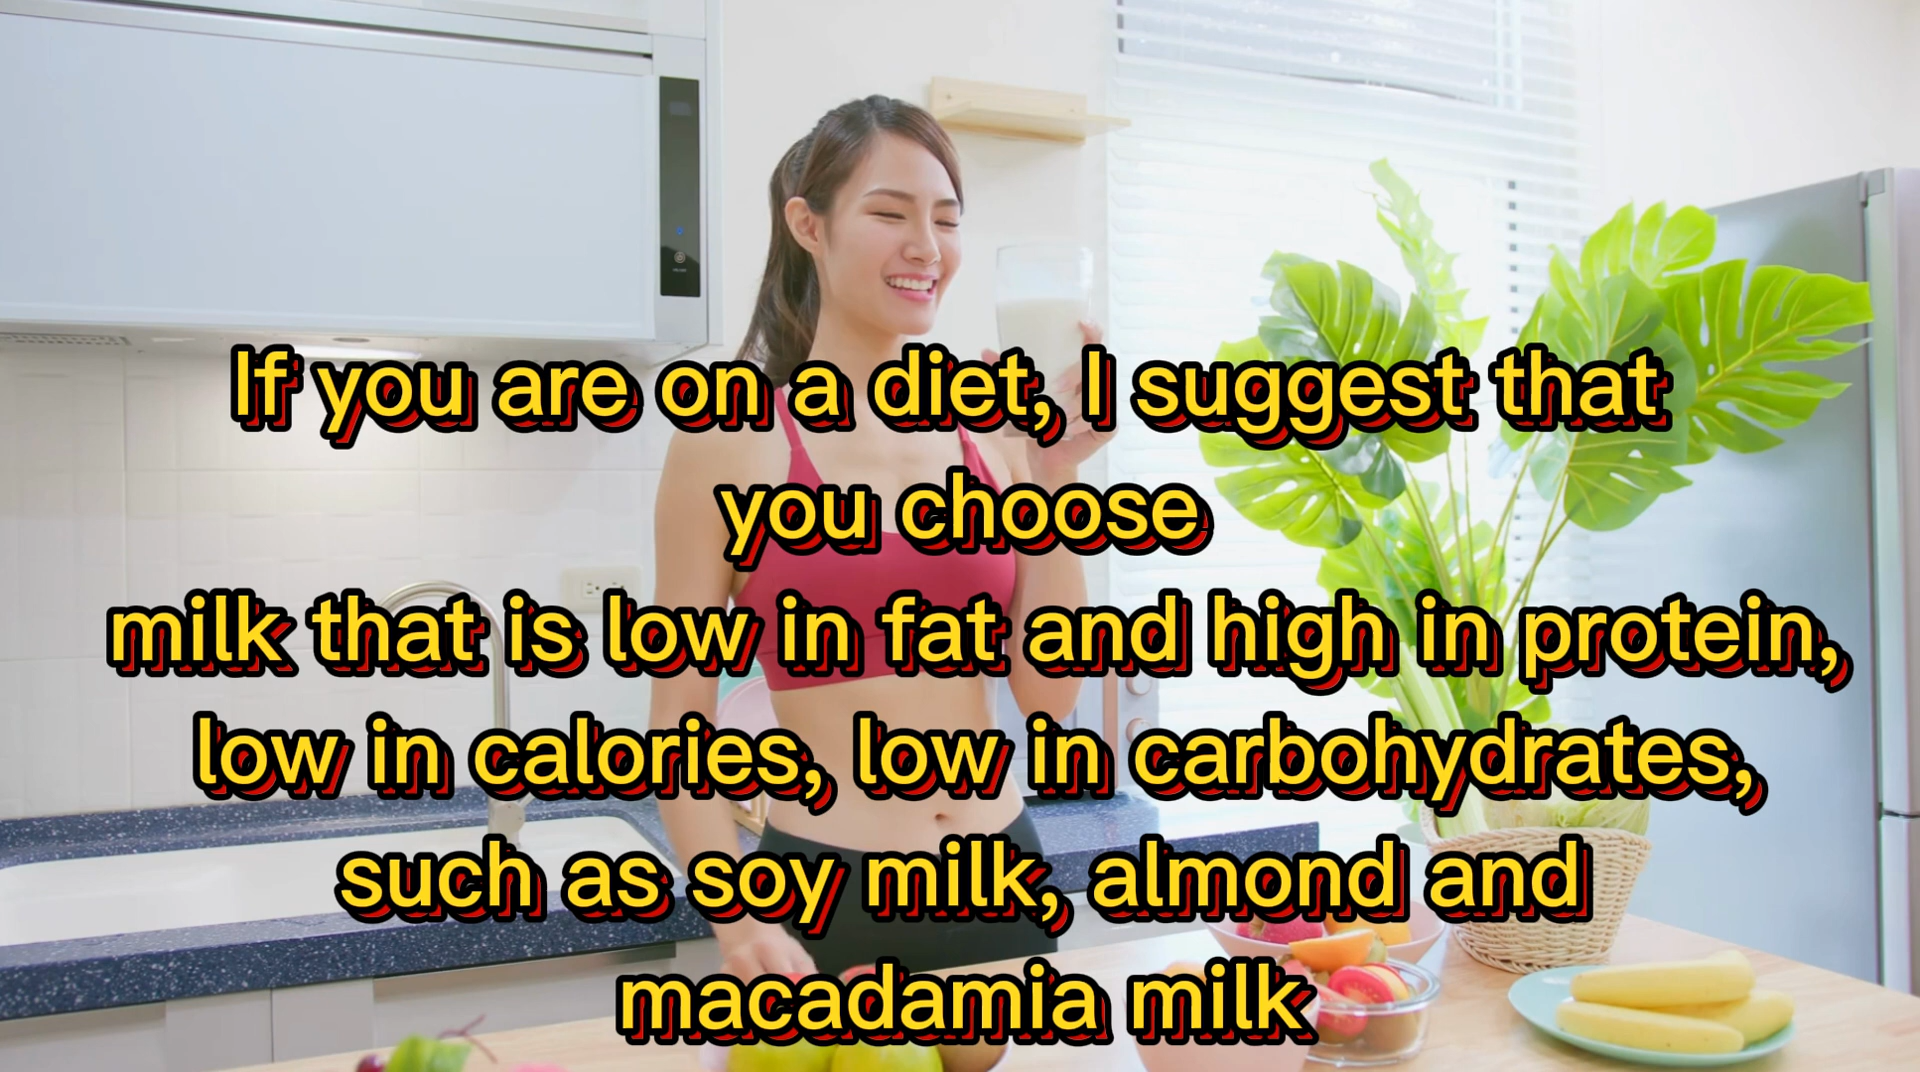 If you are on a diet, I suggest that
you choose
milk that is low in fat and high in protein,
low in calories, low in carbohydrates,
such as soy milk, almond and
macadamia milk